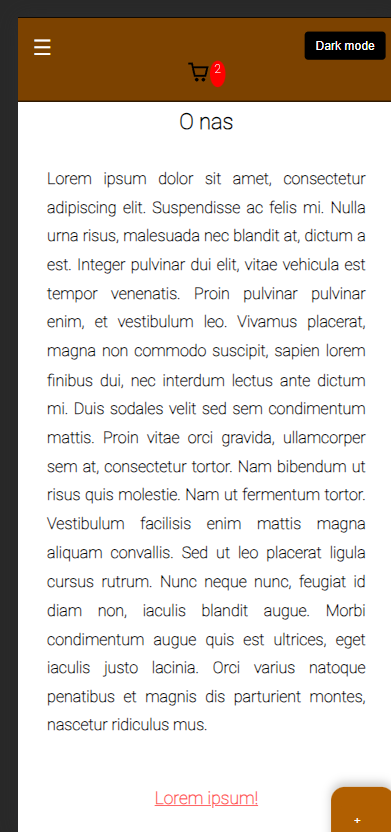 Dark mode
2
O nas
Lorem ipsum dolor sit amet, consectetur
adipiscing elit. Suspendisse ac felis mi. Nulla
urna risus, malesuada nec blandit at, dictum a
est. Integer pulvinar dui elit, vitae vehicula est
tempor venenatis. Proin pulvinar pulvinar
enim, et vestibulum leo. Vivamus placerat,
magna non commodo suscipit, sapien lorem
finibus dui, nec interdum lectus ante dictum
mi. Duis sodales velit sed sem condimentum
mattis. Proin vitae orci gravida, ullamcorper
sem at, consectetur tortor. Nam bibendum ut
risus quis molestie. Nam ut fermentum tortor.
Vestibulum facilisis enim mattis magna
aliquam convallis. Sed ut leo placerat ligula
cursus rutrum. Nunc neque nunc, feugiat id
diam non, iaculis blandit augue. Morbi
condimentum augue quis est ultrices, eget
iaculis justo lacinia. Orci varius natoque
penatibus et magnis dis parturient montes,
nascetur ridiculus mus.
Lorem ipsum!
+